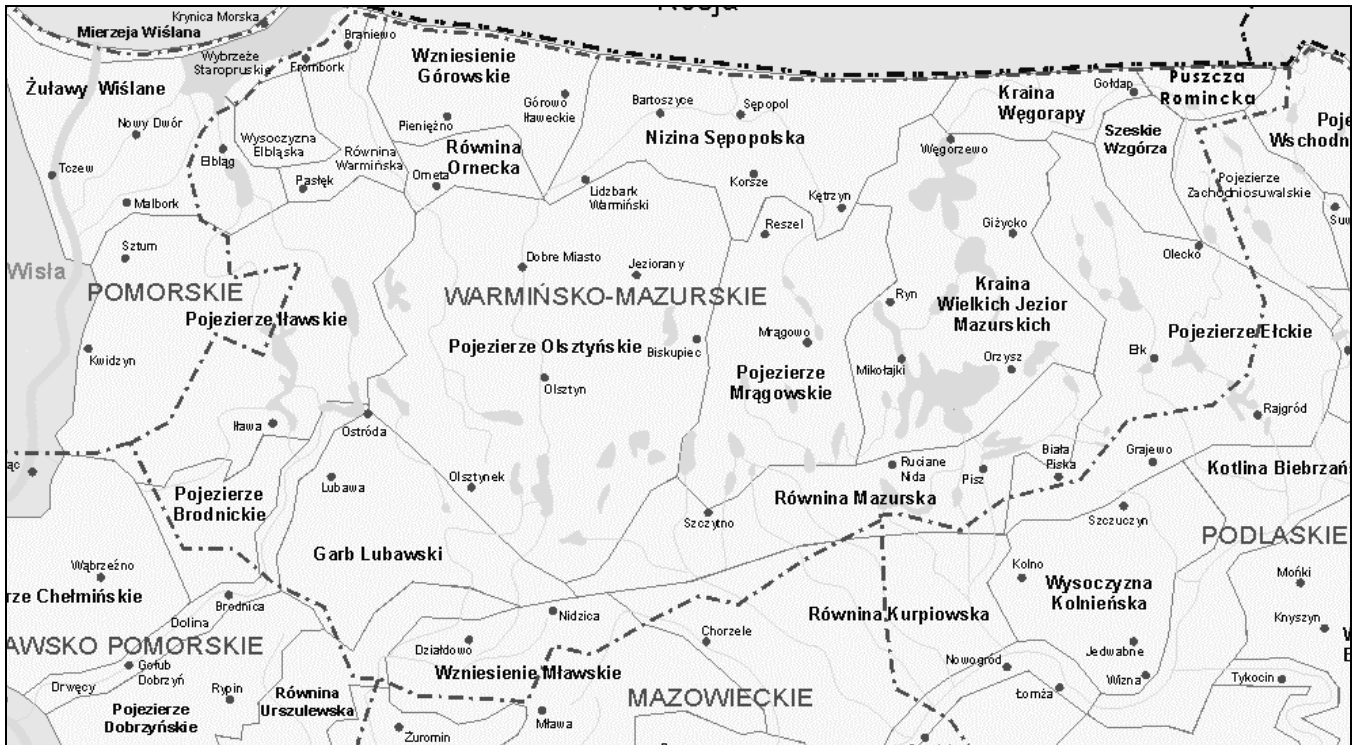 Krynica Morska
Mierzeja Wiślana
Braniewo
Wybrzeże
Staropruskie
Frombork
Wzniesienie
Górowskie
Żuławy Wiślane
Nowy Dwór
Wysoczyzna
Elbląska
Elbląg
Pieniężno
Górowo
Iławeckie
Bartoszyce
Sępopol
Nizina Sępopolska
Kraina
Węgorapy
Gołdap
Puszcza
Romincka
Szeskie
Wzgórza
Węgorzewo
Tczew
Równina
Warmińska
Równina
Ornecka
Pasłęk
Orneta
Lidzbark
Warmiński
Korsze
Kętrzyn
Pojezierze
Zachodniosuwalskie
Malbork
Sztum
Reszel
Giżycko
Olecko
Wisła
POMORSKIE
Dobre Miasto
Jeziorany
WARMIŃSKO-MAZURSKIE
Ryn
Kraina
Wielkich Jezior
Mazurskich
Pojezierze Iławskie
Pojezierze Olsztyńskie
Biskupiec
Mrągowo
Pojezierze Ełckie
Kwidzyn
Olsztyn
Pojezierze
Mrągowskie
Mikołajki
Orzysz
Ełk
Rajgród
Iława
Ostróda
Lubawa
Olsztynek
Ruciane
Nida
Pisz
Biała
Piska
Grajewo
Pojezierze
Brodnickie
Szczytno
Równina Mazurska
Szczuczyn
PODLASKIE
Garb Lubawski
Wąbrzeźno
Kolno
Wysoczyzna
Kolnieńska
Mońki
Brodnica
Dolina
Nidzica
Równina Kurpiowska
Knyszyn
Chorzele
Działdowo
Wzniesienie Mławskie
Jedwabne
Nowogród
Gołub
Dobrzyń
Drwęcy
Rypin
Równina
Urszulewska
MAZOWIECKIE
Łomża
Wizna
Tykocin
Pojezierze
Dobrzyńskie
Żuromin
Mława